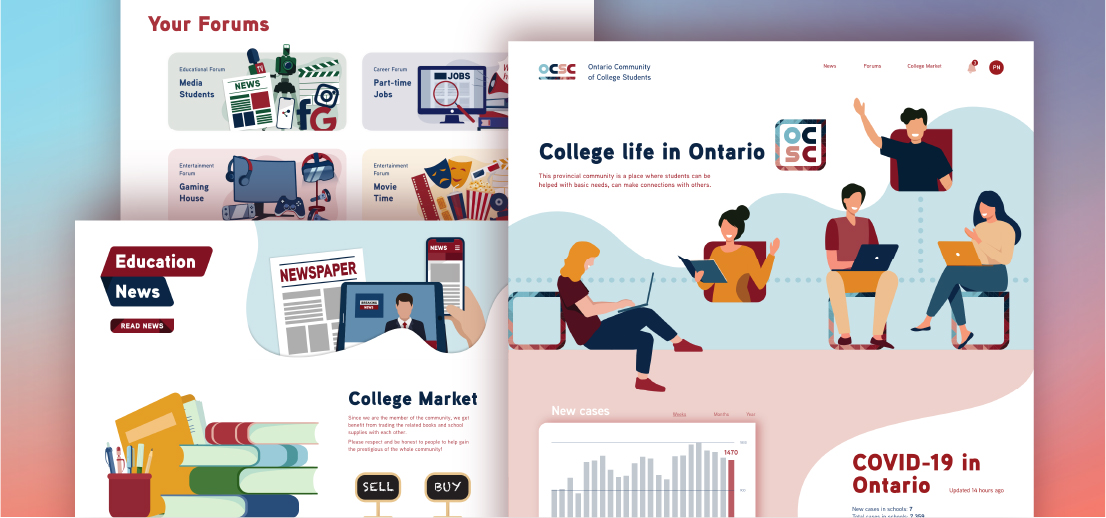 Your Forums
Educational Forum
Media
Students
NEWS
TV
Career Forum
Part-time
Jobs
JOBS
Entertainment
Forum
Gaming
House
Entertainment
Forum
Movie
Time
Education
News
READ NEWS
NEWSPAPER
NEWS
BREAKING
NEWS
College Market
Since we are the member of the community, we get
benefit from trading the related books and school
supplies with each other.
Please respect and be honest to people to help gain
the prestigious of the whole community!
SELL
BUY
OCSC
Ontario Community
of College Students
News
Forums
College Market
PN
College life in Ontario
OC
SC
This provincial community is a place where students can be
helped with basic needs, can make connections with others.
New cases
Weeks
Months
Year
1470
COVID-19 in
Ontario
Updated 14 hours ago
New cases in schools: 7
Total cases in schools: 7,359